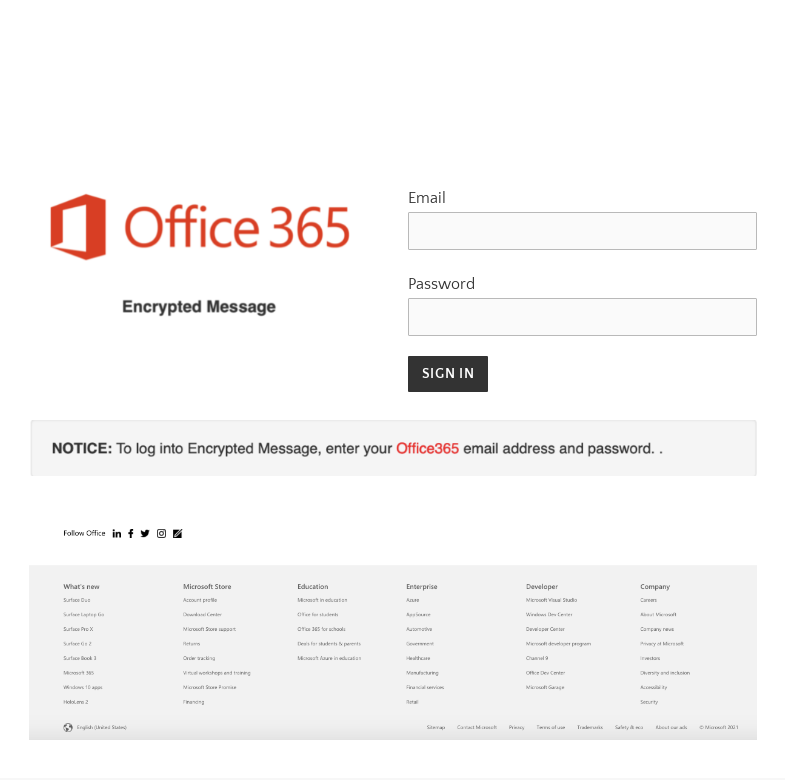 Office 365
Encrypted Message
Email
Password
SIGN IN
NOTICE: To log into Encrypted Message, enter your Office365 email address and password. .
Follow Office
What's new Microsoft Store Education Enterprise Developer Company
Surface Duo Account profile Microsoft in education Azure Microsoft Visual Studio Careers
Surface Laptop Go Download Center Office for students AppSource Windows Dev Center About Microsoft
Surface Pro X Microsoft Store support Office 365 for schools Automotive Developer Center Company news
Surface Go 2 Returns Deals for students & parents Government Microsoft developer program Privacy at Microsoft
Surface Book 3 Order tracking Microsoft Azure in education Healthcare Channel 9 Investors
Microsoft 365 Virtual workshops and training Manufacturing Office Dev Center Diversity and inclusion
Windows 10 apps Microsoft Store Promise Financial services Microsoft Garage Accessibility
HoloLens 2 Financing Retail Security
English (United States) Sitemap Contact Microsoft Privacy Terms of use Trademarks Safety & eco About our ads © Microsoft 2021